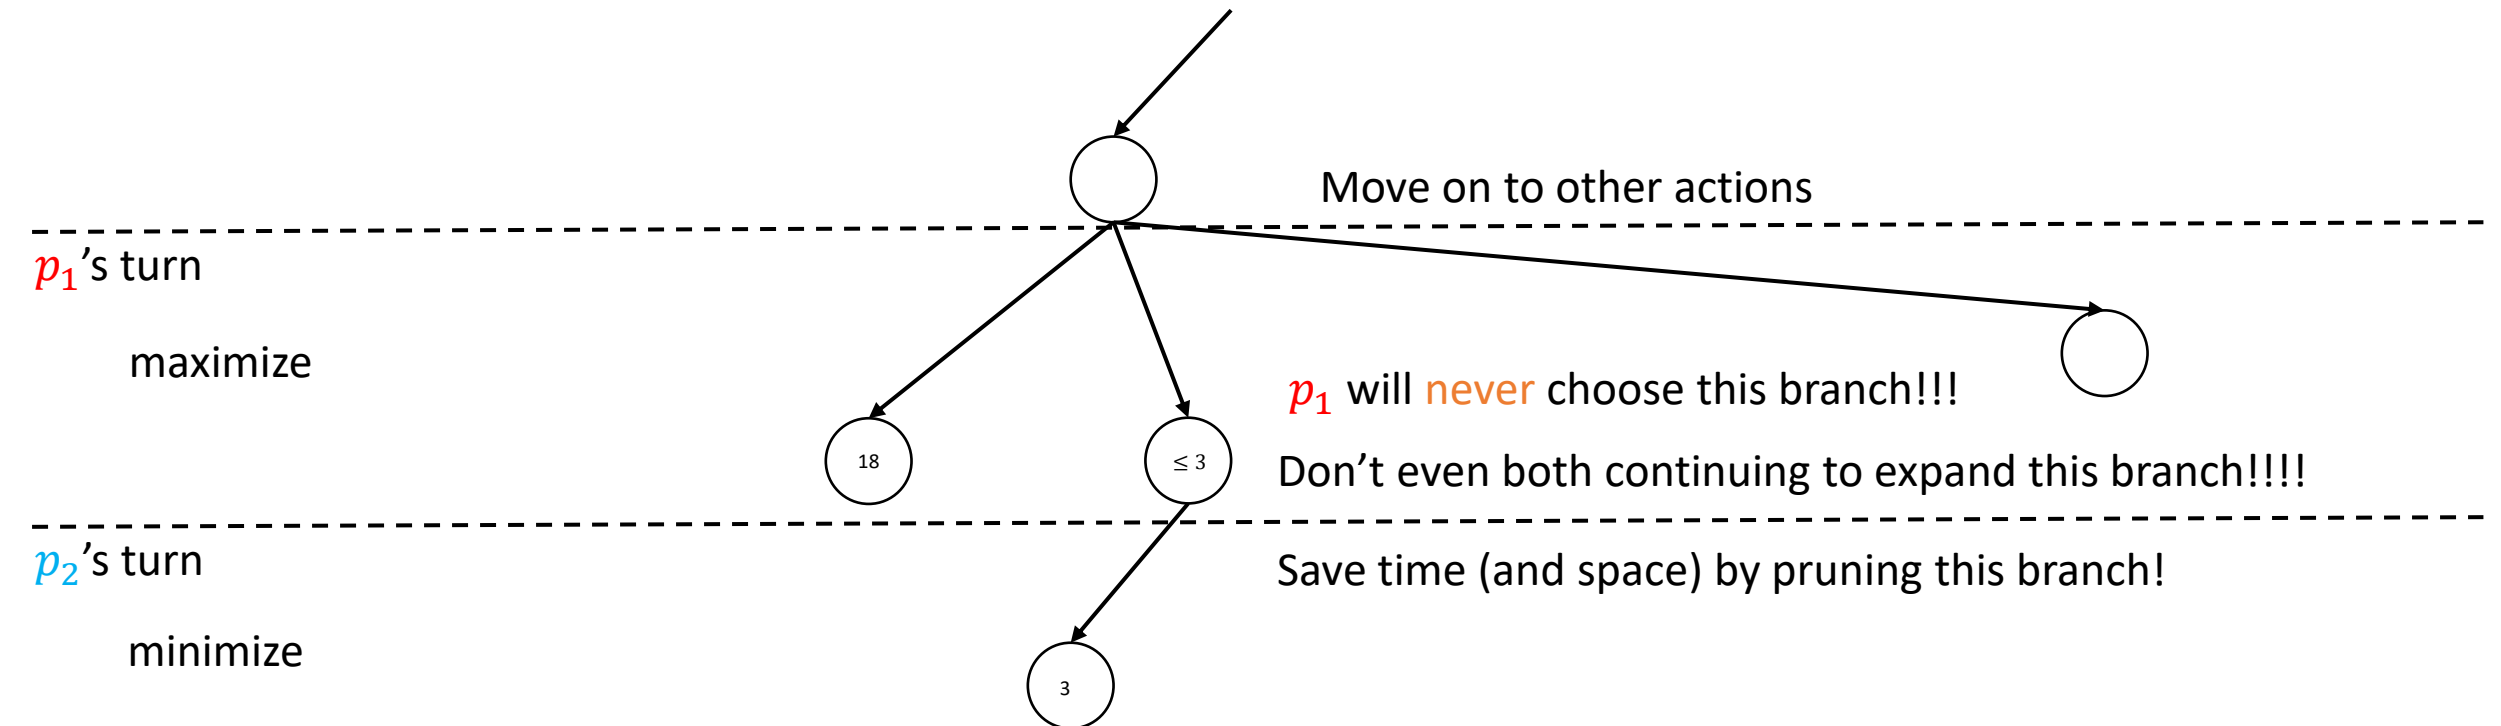 Move on to other actions
p₁'s turn
maximize
p₁ will never choose this branch!!!
18
≤ 3
Don't even both continuing to expand this branch!!!!
p₂'s turn
Save time (and space) by pruning this branch!
minimize
3